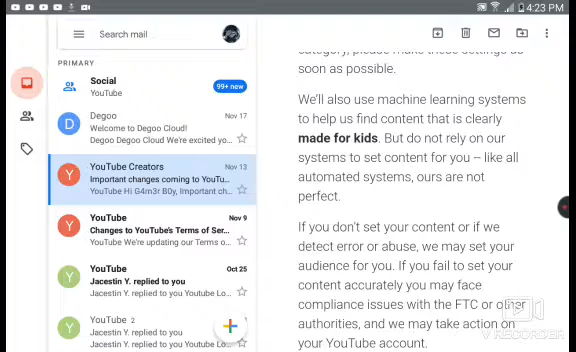 4:23 PM
Search mail
PRIMARY
Social
YouTube
99+ new
D
Degoo
Nov 17
Welcome to Degoo Cloud!
Degoo Degoo Cloud We're excited yo...
Y
YouTube Creators
Nov 13
Important changes coming to YouTu...
YouTube Hi G4m3r B0y, Important ch...
Y
YouTube
Nov 9
Changes to YouTube's Terms of Ser...
YouTube We're updating our Terms o...
Y
YouTube
Oct 25
Jacestin Y. replied to you
Jacestin Y. replied to you Youtube Lo...
Y
YouTube 2
Jacestin Y. replied to you
Jacestin Y. replied to you Youtube Lo...
category, please make these settings as
soon as possible.
We'll also use machine learning systems
to help us find content that is clearly
made for kids. But do not rely on our
systems to set content for you -- like all
automated systems, ours are not
perfect.
If you don't set your content or if we
detect error or abuse, we may set your
audience for you. If you fail to set your
content accurately you may face
compliance issues with the FTC or other
authorities, and we may take action on
your YouTube account.
V RECORDER